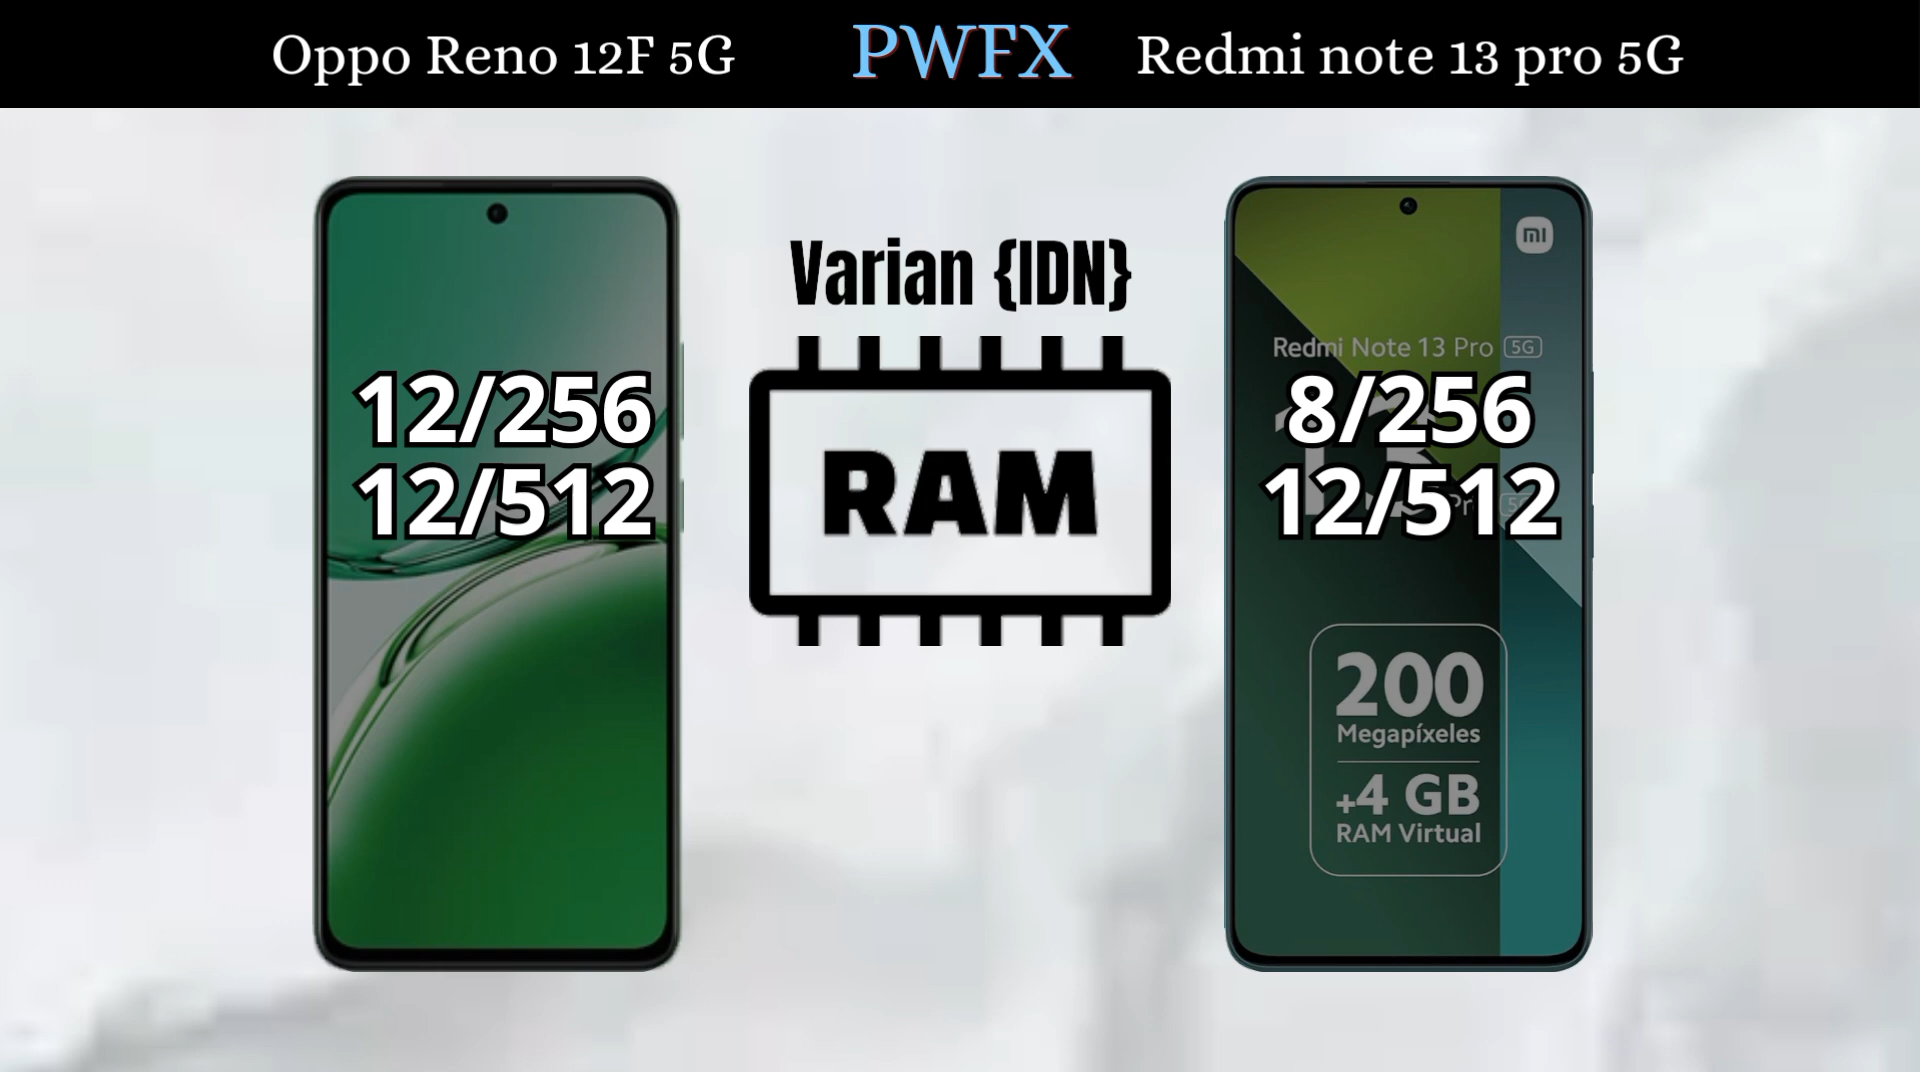 Oppo Reno 12F 5G
PWFX
Redmi note 13 pro 5G
Varian {IDN}
RAM
12/256
12/512
mi
Redmi Note 13 Pro 5G
8/256
12/512
200
Megapíxeles
+4 GB
RAM Virtual